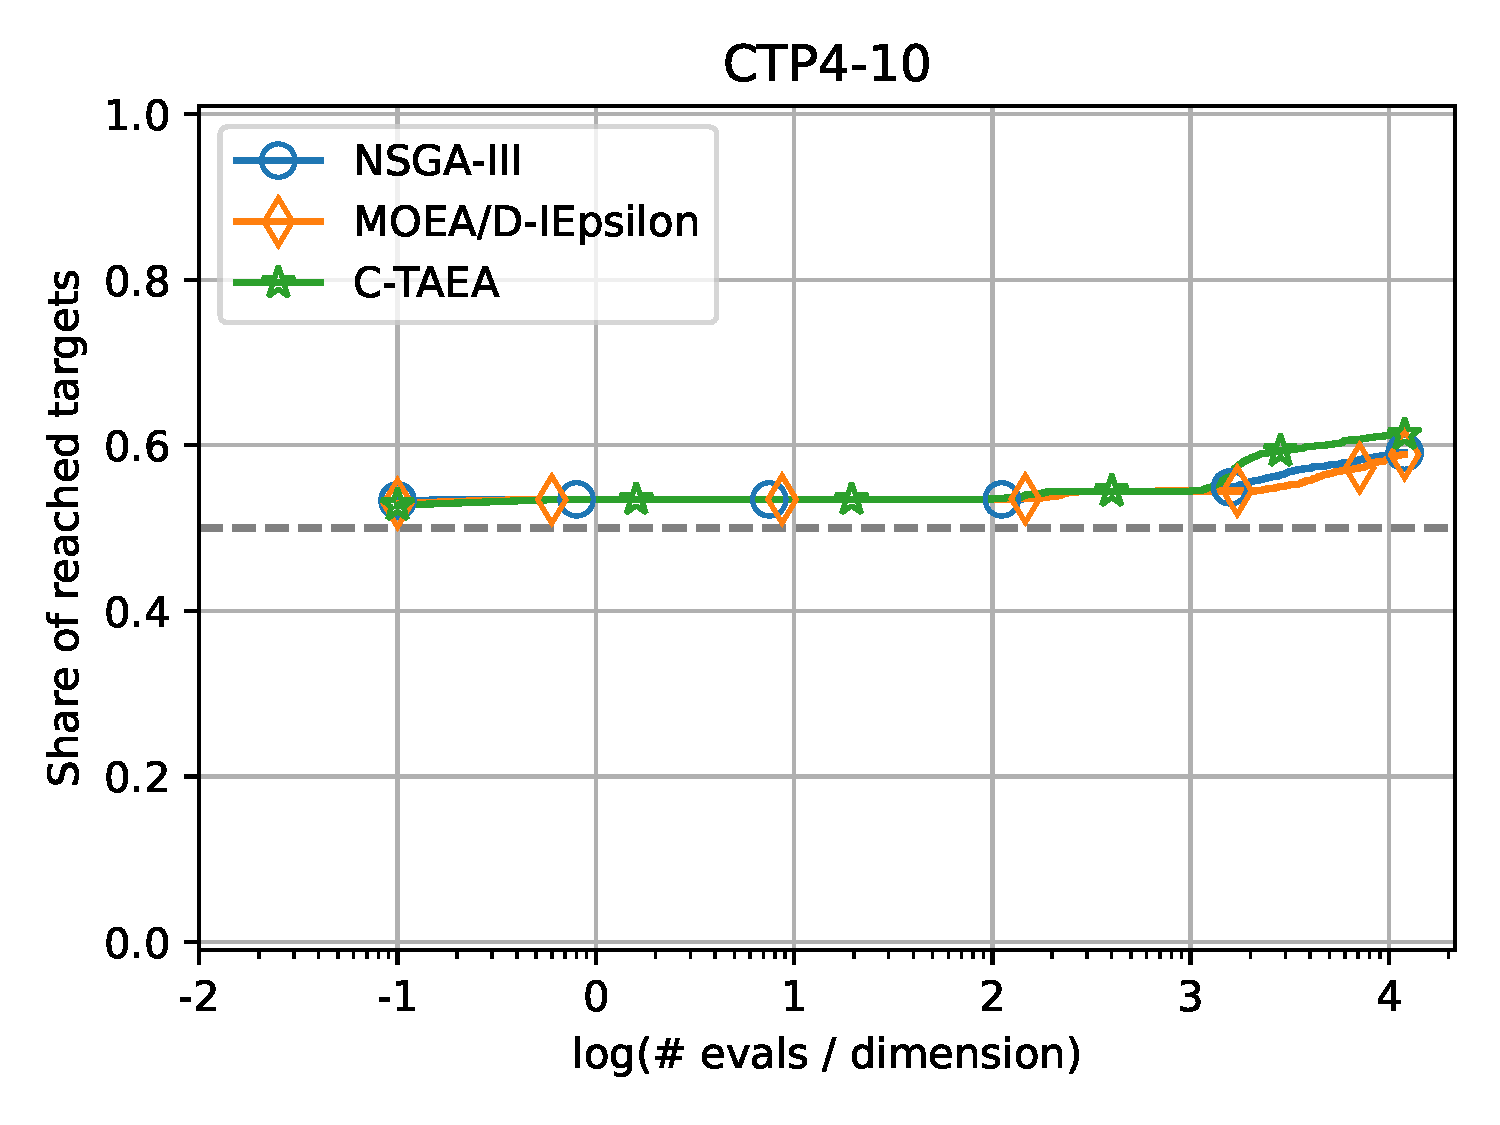 CTP4-10
1.0
0.8
0.6
0.4
0.2
0.0
Share of reached targets
NSGA-III
MOEA/D-IEpsilon
C-TAEA
-2 -1 0 1 2 3 4
log(# evals / dimension)